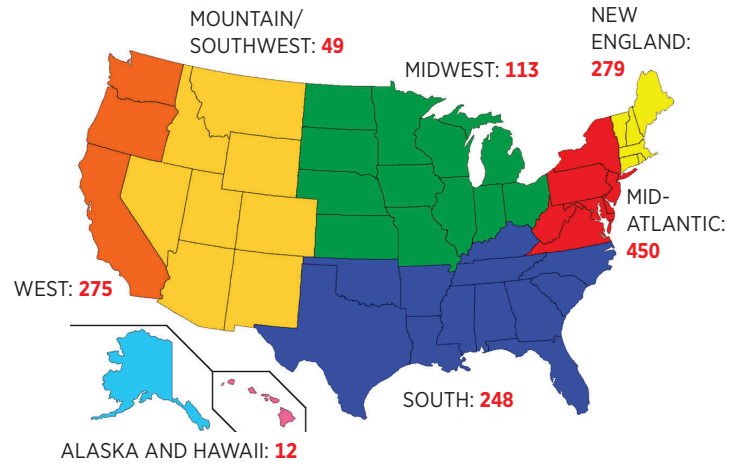 MOUNTAIN/
SOUTHWEST: 49
MIDWEST: 113
NEW
ENGLAND:
279
MID-
ATLANTIC:
450
WEST: 275
SOUTH: 248
ALASKA AND HAWAII: 12